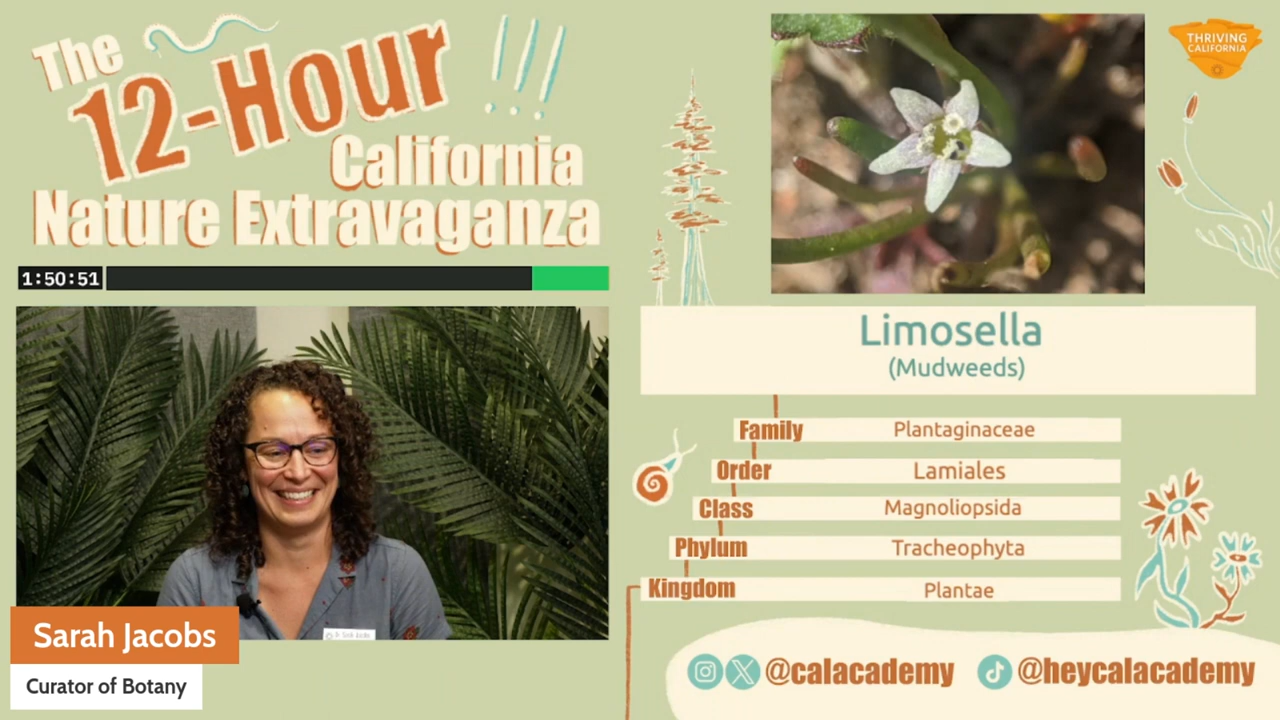 The
12-Hour !!!
California
Nature Extravaganza
1:50:51
THRIVING
CALIFORNIA
Limosella
(Mudweeds)
Family Plantaginaceae
Order Lamiales
Class Magnoliopsida
Phylum Tracheophyta
Kingdom Plantae
Sarah Jacobs
Curator of Botany
@calacademy @heycalacademy